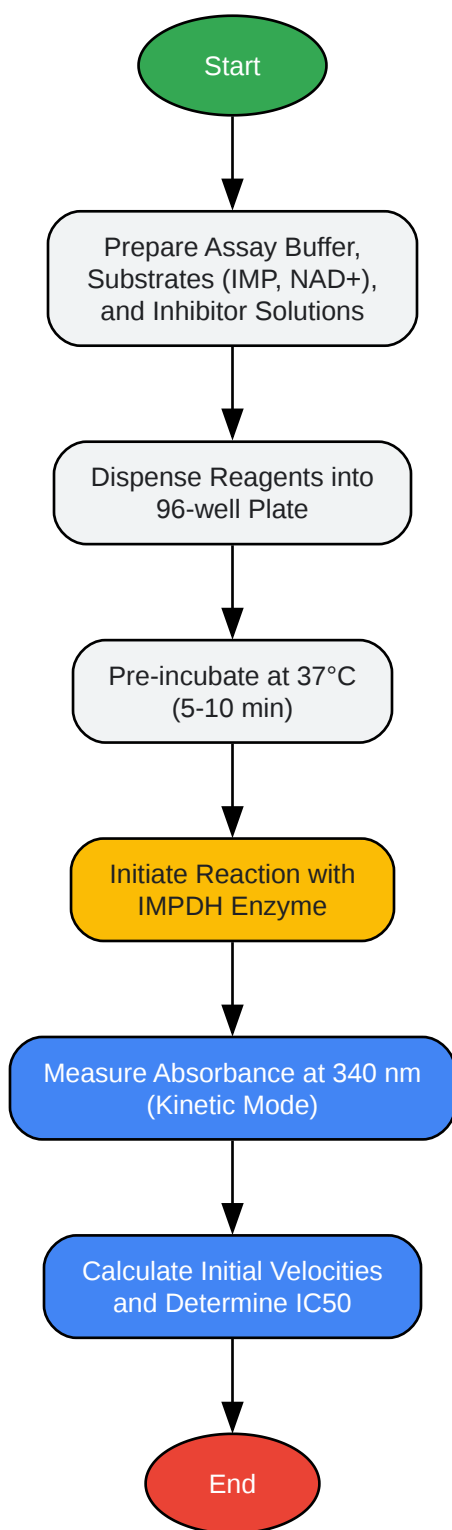 Start
Prepare Assay Buffer,
Substrates (IMP, NAD+),
and Inhibitor Solutions
Dispense Reagents into
96-well Plate
Pre-incubate at 37°C
(5-10 min)
Initiate Reaction with
IMPDH Enzyme
Measure Absorbance at 340 nm
(Kinetic Mode)
Calculate Initial Velocities
and Determine IC50
End